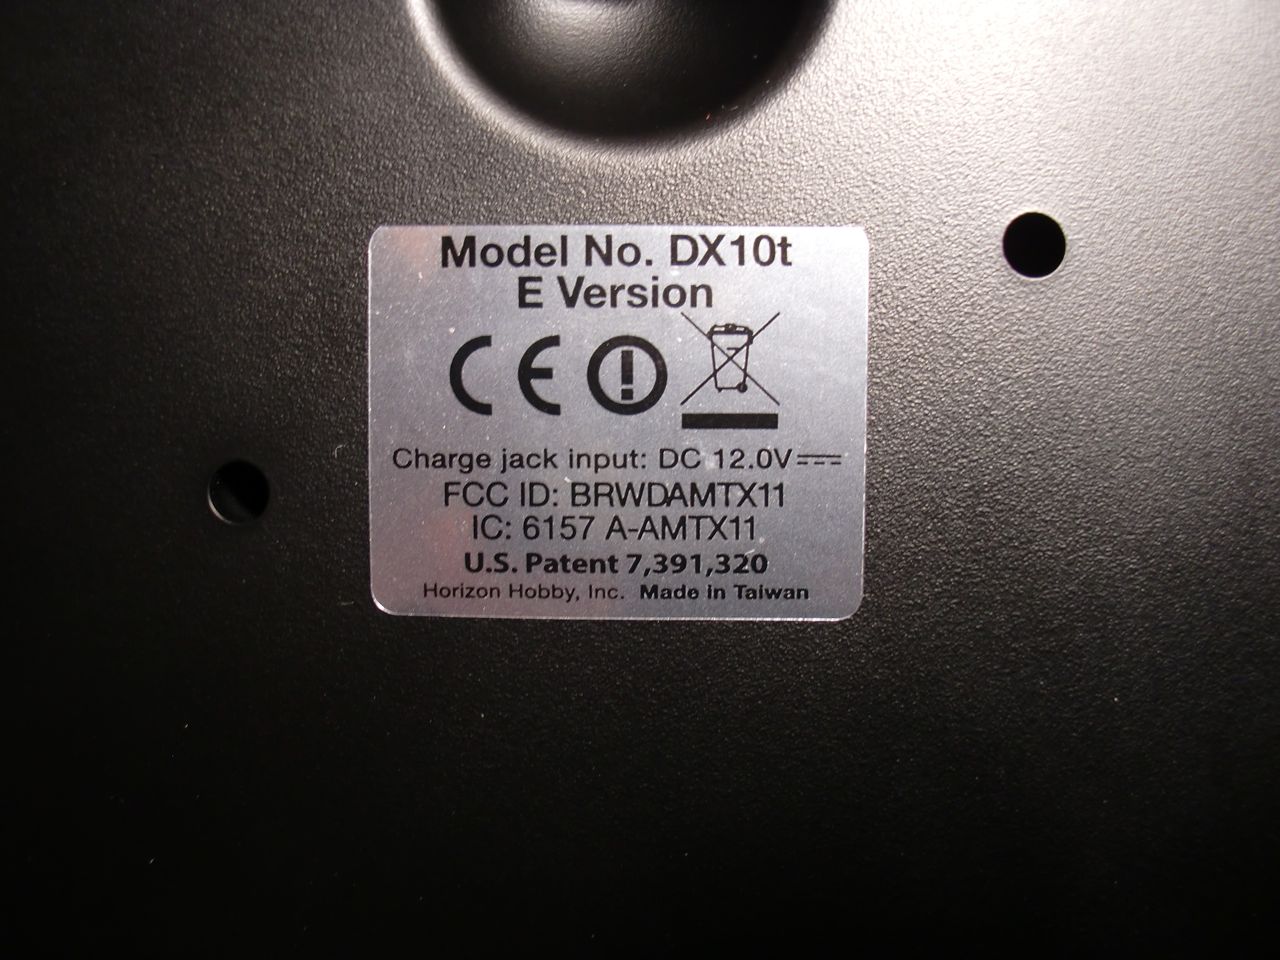 Model No. DX10t
E Version
CE
Charge jack input: DC 12.0V
FCC ID: BRWDAMTX11
IC: 6157 A-AMTX11
U.S. Patent 7,391,320
Horizon Hobby, Inc. Made in Taiwan